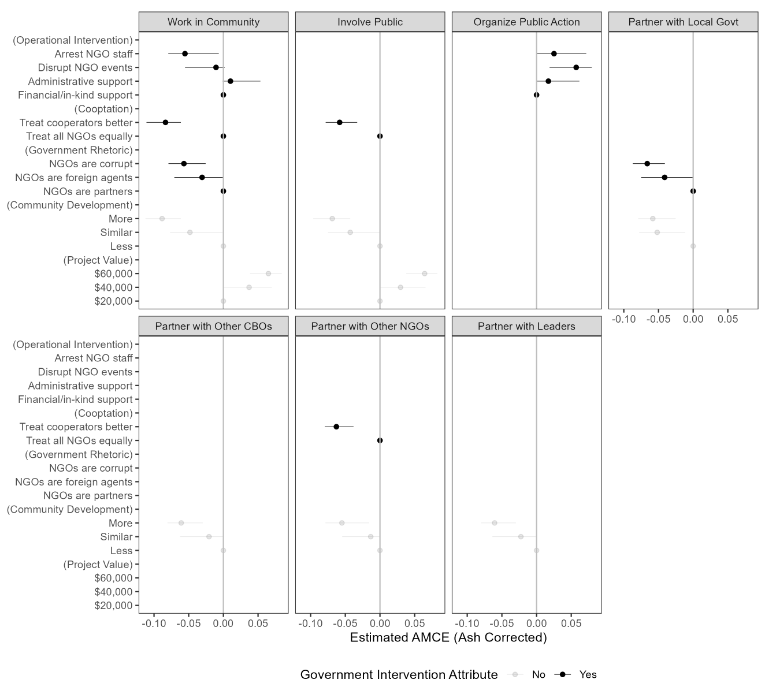 Work in Community
Involve Public
Organize Public Action
Partner with Local Govt
(Operational Intervention)
Arrest NGO staff
Disrupt NGO events
Administrative support
Financial/in-kind support
(Cooptation)
Treat cooperators better
Treat all NGOs equally
(Government Rhetoric)
NGOs are corrupt
NGOs are foreign agents
NGOs are partners
(Community Development)
More
Similar
Less
(Project Value)
$60,000
$40,000
$20,000
-0.10 -0.05 0.00 0.05
Partner with Other CBOs
Partner with Other NGOs
Partner with Leaders
(Operational Intervention)
Arrest NGO staff
Disrupt NGO events
Administrative support
Financial/in-kind support
(Cooptation)
Treat cooperators better
Treat all NGOs equally
(Government Rhetoric)
NGOs are corrupt
NGOs are foreign agents
NGOs are partners
(Community Development)
More
Similar
Less
(Project Value)
$60,000
$40,000
$20,000
-0.10 -0.05 0.00 0.05
-0.10 -0.05 0.00 0.05
-0.10 -0.05 0.00 0.05
Estimated AMCE (Ash Corrected)
Government Intervention Attribute No Yes